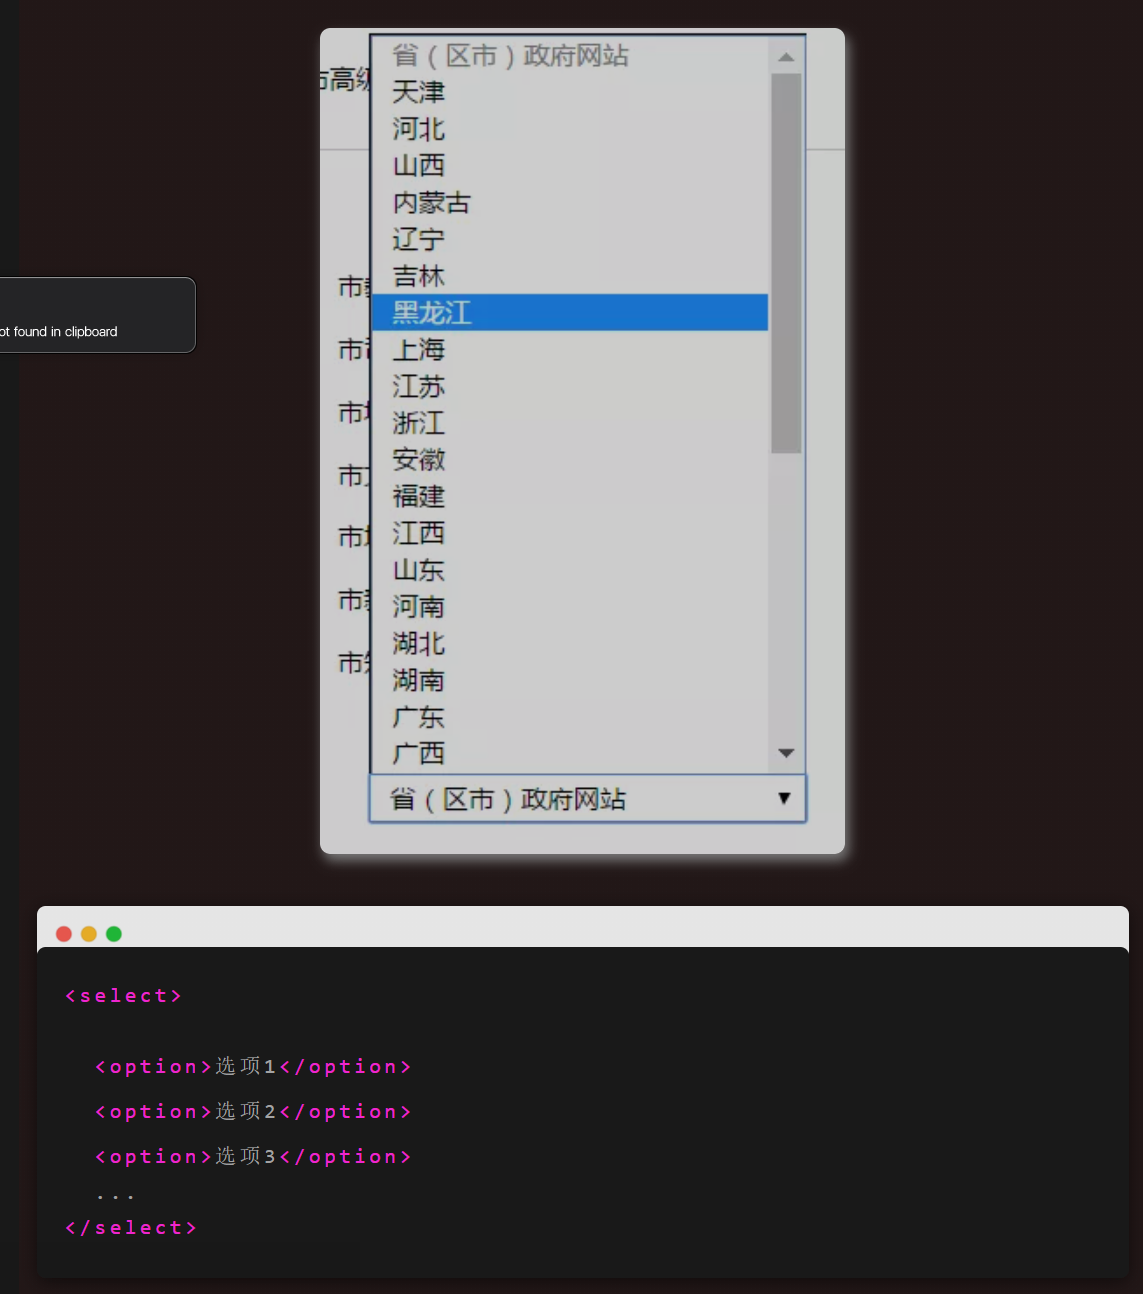 省（区市）政府网站
市高级
天津
河北
山西
内蒙古
辽宁
吉林
黑龙江
上海
江苏
浙江
安徽
福建
江西
山东
河南
湖北
湖南
广东
广西
省（区市）政府网站
市
市
市
市
市
市
市
ot found in clipboard
<select>
<option>选项1</option>
<option>选项2</option>
<option>选项3</option>
...
</select>